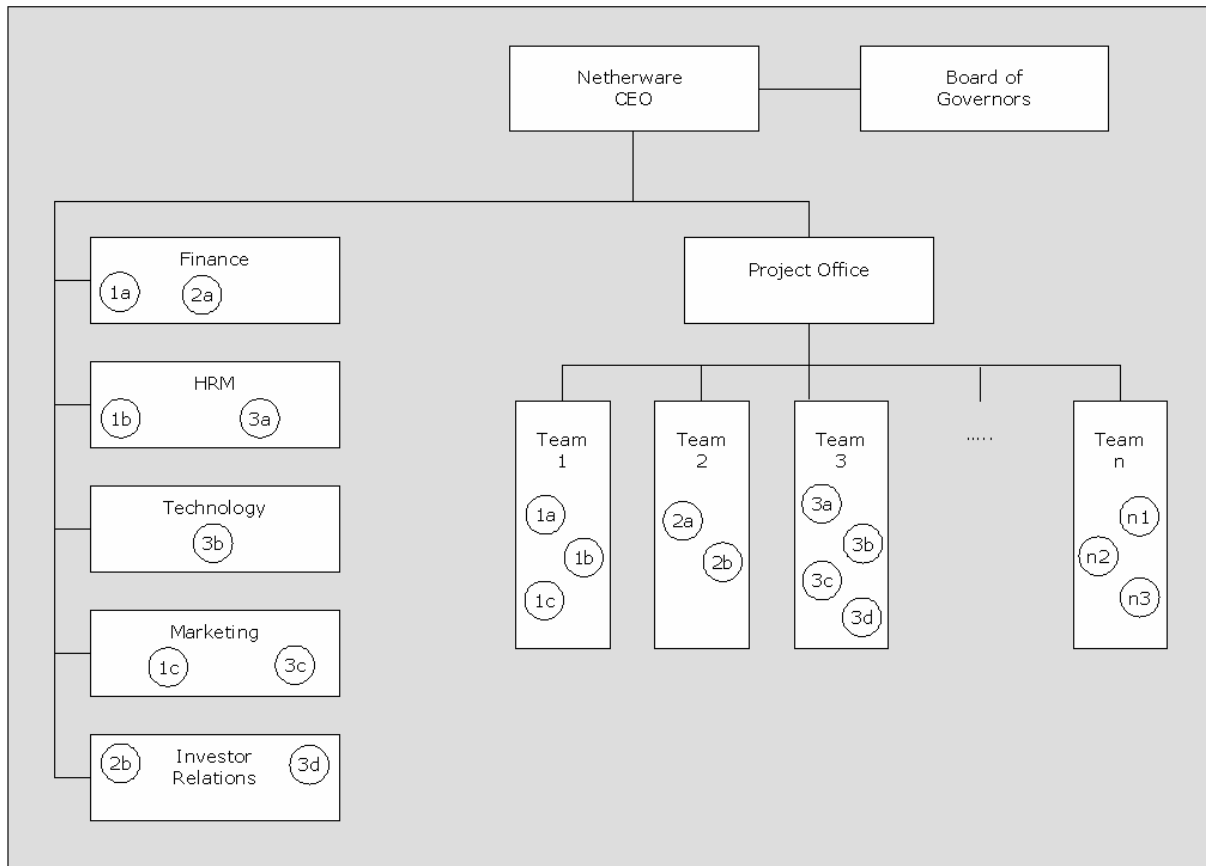 Netherware
CEO
Board of
Governors
Finance
1a
2a
HRM
1b
3a
Technology
3b
Marketing
1c
3c
2b
Investor
Relations
3d
Project Office
Team
1
1a
1b
1c
Team
2
2a
2b
Team
3
3a
3b
3c
3d
.....
Team
n
n1
n2
n3